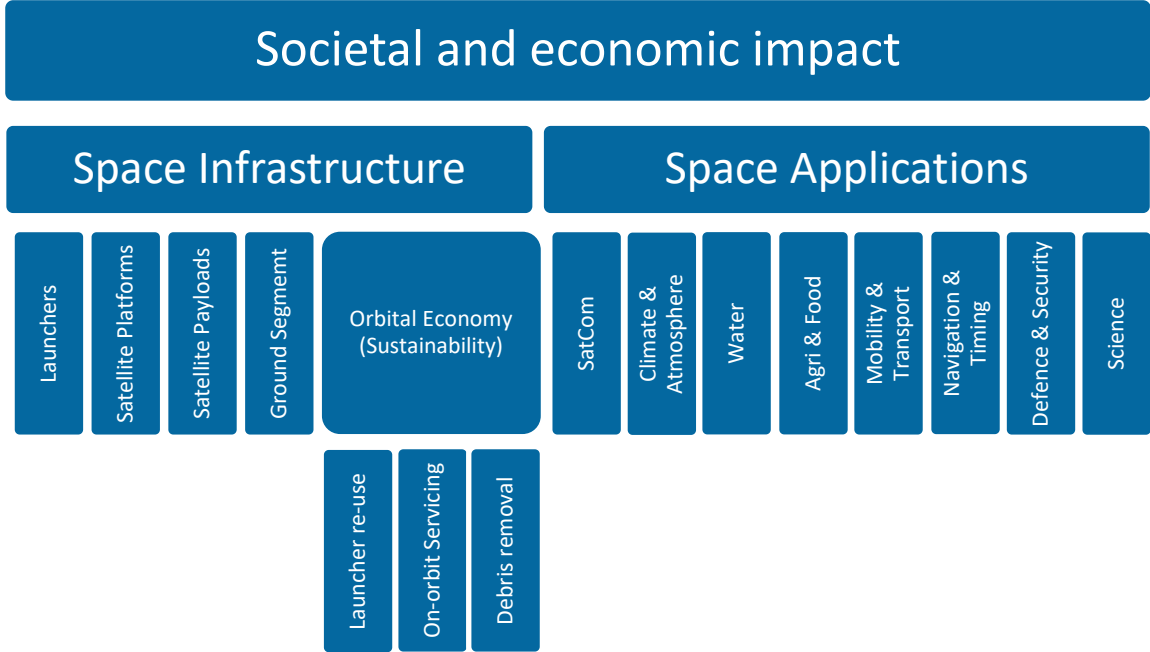 Societal and economic impact
Space Infrastructure
Space Applications
Launchers
Satellite Platforms
Satellite Payloads
Ground Segmemt
Orbital Economy
(Sustainability)
SatCom
Climate &
Atmosphere
Water
Agri & Food
Mobility &
Transport
Navigation &
Timing
Defence & Security
Science
Launcher re-use
On-orbit Servicing
Debris removal